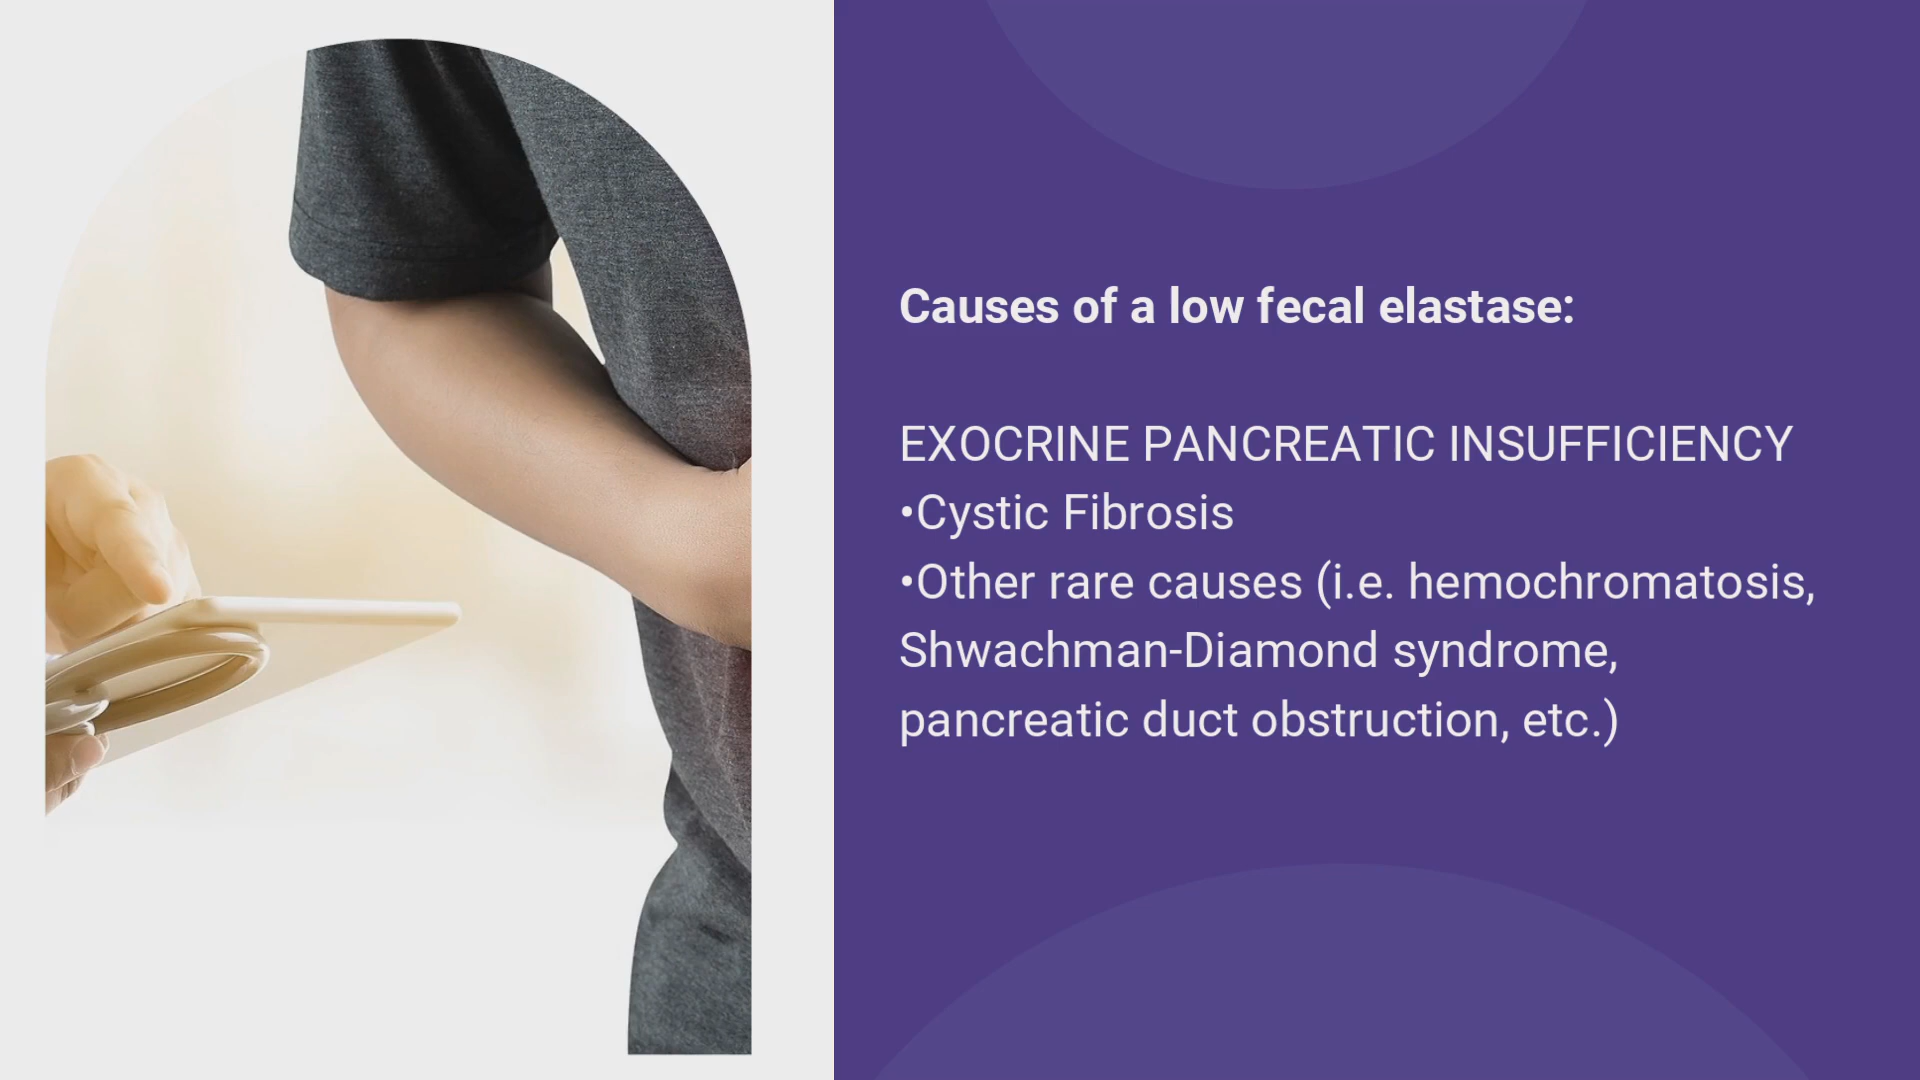 Causes of a low fecal elastase:
EXOCRINE PANCREATIC INSUFFICIENCY
•Cystic Fibrosis
•Other rare causes (i.e. hemochromatosis,
Shwachman-Diamond syndrome,
pancreatic duct obstruction, etc.)